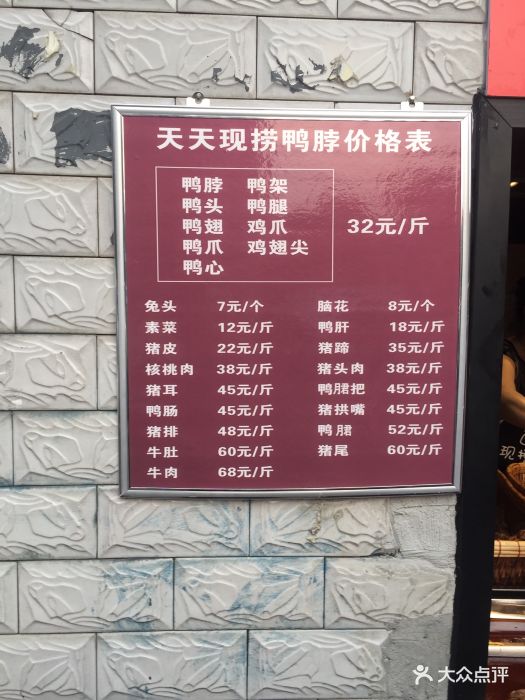 天天现捞鸭脖价格表
鸭脖 鸭架
鸭头 鸭腿
鸭翅 鸡爪 32元/斤
鸭爪 鸡翅尖
鸭心
兔头 7元/个 脑花 8元/个
素菜 12元/斤 鸭肝 18元/斤
猪皮 22元/斤 猪蹄 35元/斤
核桃肉 38元/斤 猪头肉 38元/斤
猪耳 45元/斤 鸭腒把 45元/斤
鸭肠 45元/斤 猪拱嘴 45元/斤
猪排 48元/斤 鸭腒 52元/斤
牛肚 60元/斤 猪尾 60元/斤
牛肉 68元/斤
现捞
大众点评